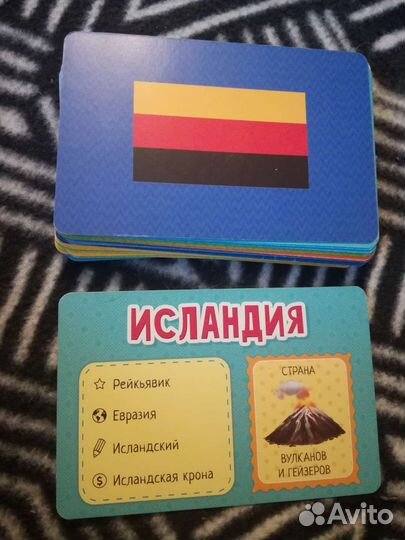 ИСЛАНДИЯ
Рейкьявик
Евразия
Исландский
Исландская крона
СТРАНА
ВУЛКАНОВ
И ГЕЙЗЕРОВ
Avito